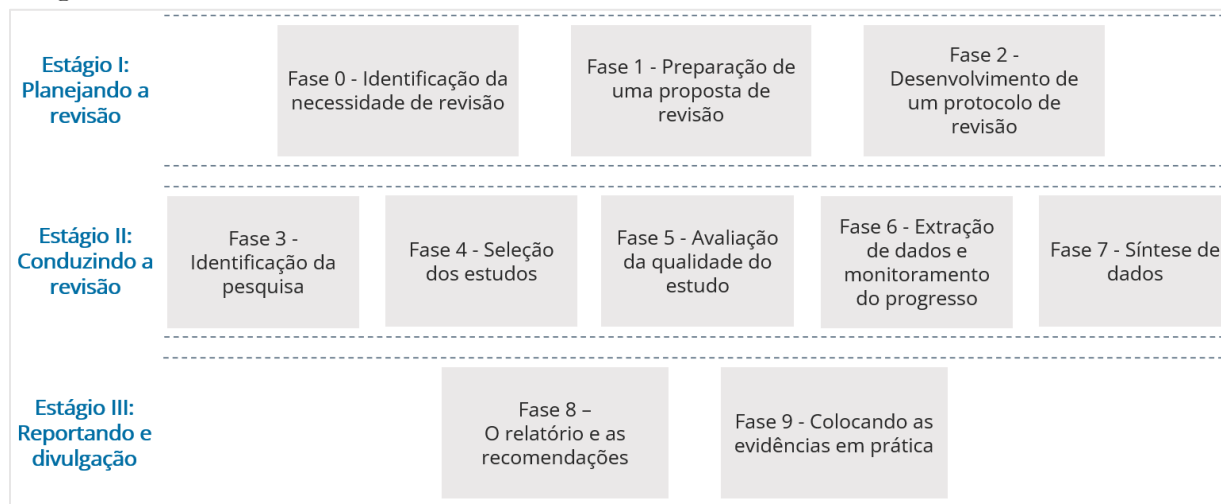 Estágio I:
Planejando a
revisão
Fase 0 - Identificação da
necessidade de revisão
Fase 1 - Preparação de
uma proposta de
revisão
Fase 2 -
Desenvolvimento de
um protocolo de
revisão
Estágio II:
Conduzindo a
revisão
Fase 3 -
Identificação da
pesquisa
Fase 4 - Seleção
dos estudos
Fase 5 - Avaliação
da qualidade do
estudo
Fase 6 - Extração
de dados e
monitoramento
do progresso
Fase 7 - Síntese de
dados
Estágio III:
Reportando e
divulgação
Fase 8 –
O relatório e as
recomendações
Fase 9 - Colocando as
evidências em prática